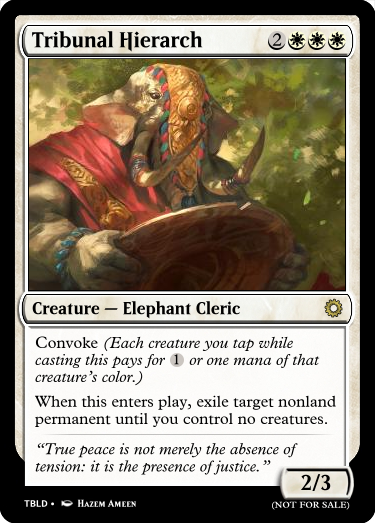 Tribunal Hierarch 2
Creature — Elephant Cleric
Convoke (Each creature you tap while
casting this pays for 1 or one mana of that
creature's color.)
When this enters play, exile target nonland
permanent until you control no creatures.
"True peace is not merely the absence of
tension: it is the presence of justice."
2/3
TBLD • Hazem Ameen
(NOT FOR SALE)